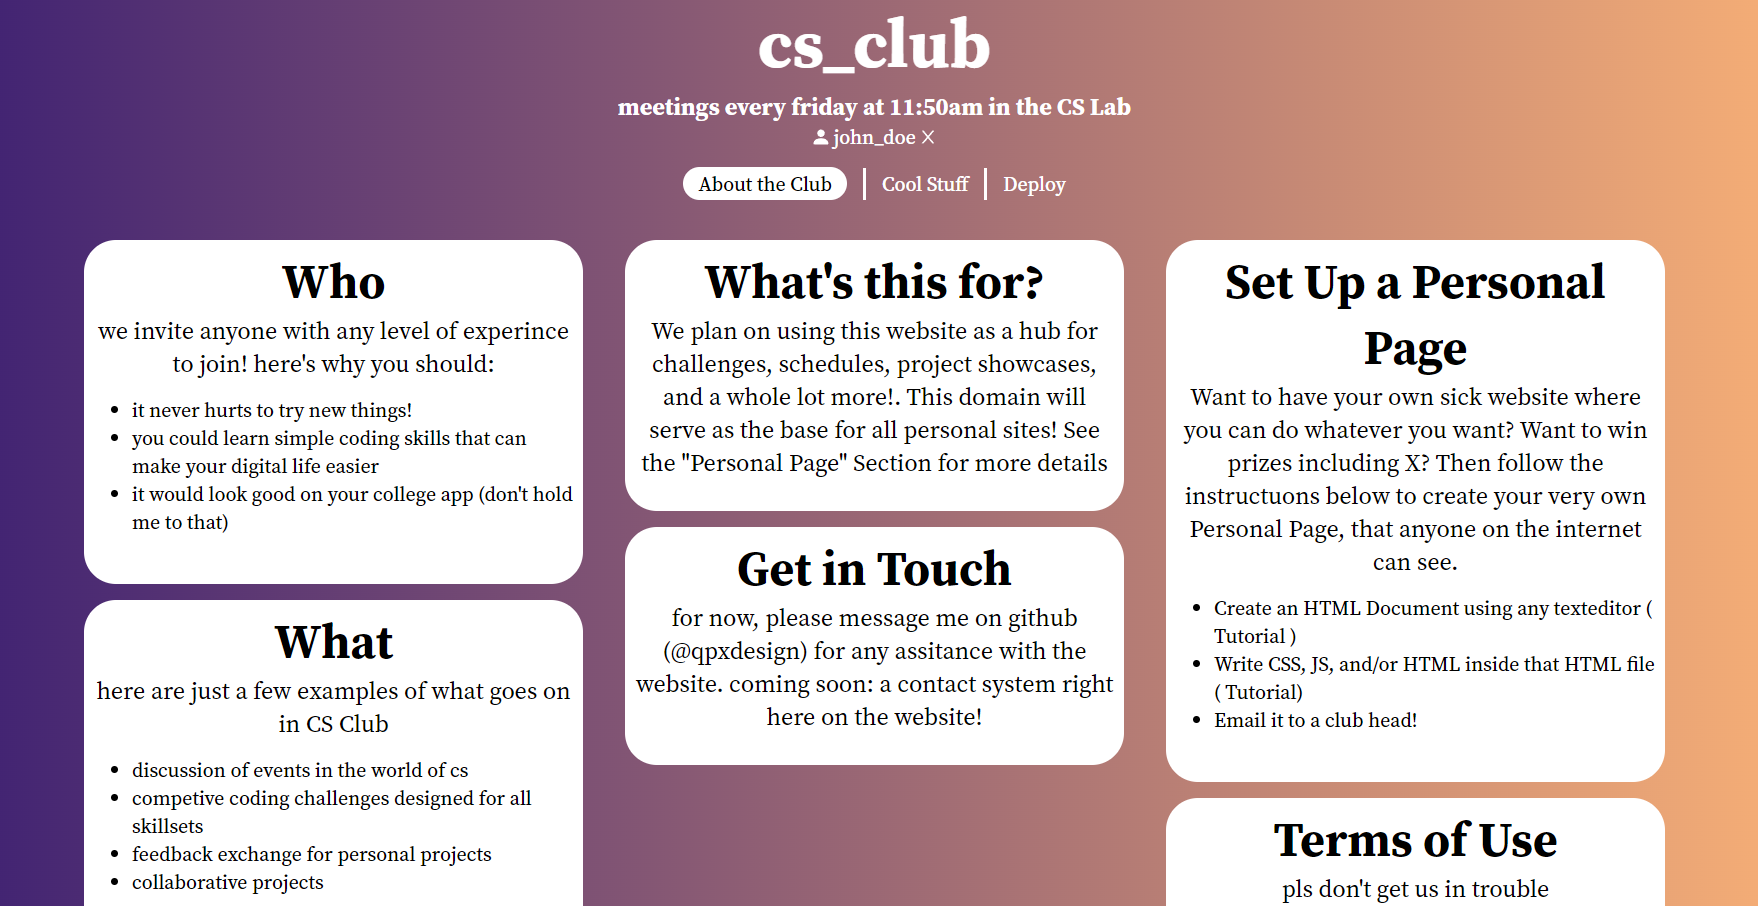 cs_club
meetings every friday at 11:50am in the CS Lab
john_doe X
About the Club
Cool Stuff
Deploy
Who
we invite anyone with any level of experince
to join! here's why you should:
• it never hurts to try new things!
• you could learn simple coding skills that can
make your digital life easier
• it would look good on your college app (don't hold
me to that)
What
here are just a few examples of what goes on
in CS Club
• discussion of events in the world of cs
• competive coding challenges designed for all
skillsets
• feedback exchange for personal projects
• collaborative projects
What's this for?
We plan on using this website as a hub for
challenges, schedules, project showcases,
and a whole lot more!. This domain will
serve as the base for all personal sites! See
the "Personal Page" Section for more details
Get in Touch
for now, please message me on github
(@qpxdesign) for any assitance with the
website. coming soon: a contact system right
here on the website!
Set Up a Personal
Page
Want to have your own sick website where
you can do whatever you want? Want to win
prizes including X? Then follow the
instructuons below to create your very own
Personal Page, that anyone on the internet
can see.
• Create an HTML Document using any texteditor (
Tutorial )
• Write CSS, JS, and/or HTML inside that HTML file
( Tutorial)
• Email it to a club head!
Terms of Use
pls don't get us in trouble